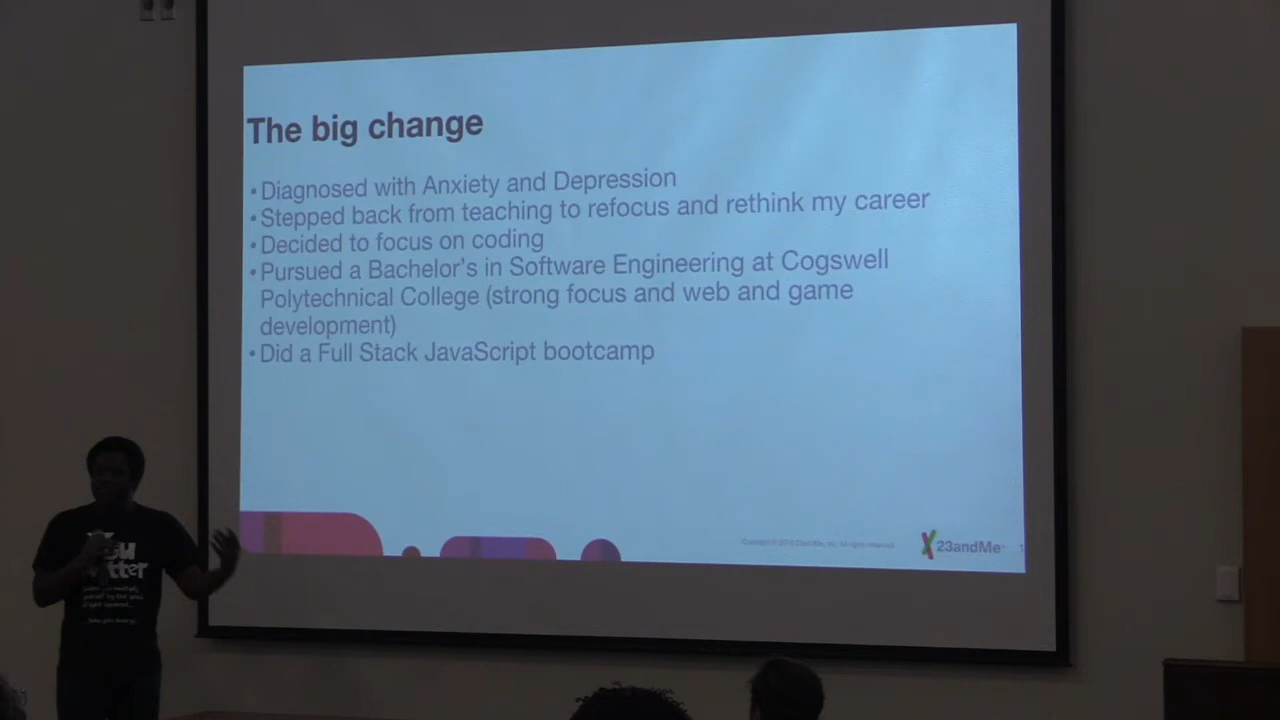 The big change
• Diagnosed with Anxiety and Depression
• Stepped back from teaching to refocus and rethink my career
• Decided to focus on coding
• Pursued a Bachelor's in Software Engineering at Cogswell
Polytechnical College (strong focus and web and game
development)
• Did a Full Stack JavaScript bootcamp
23andMe
You